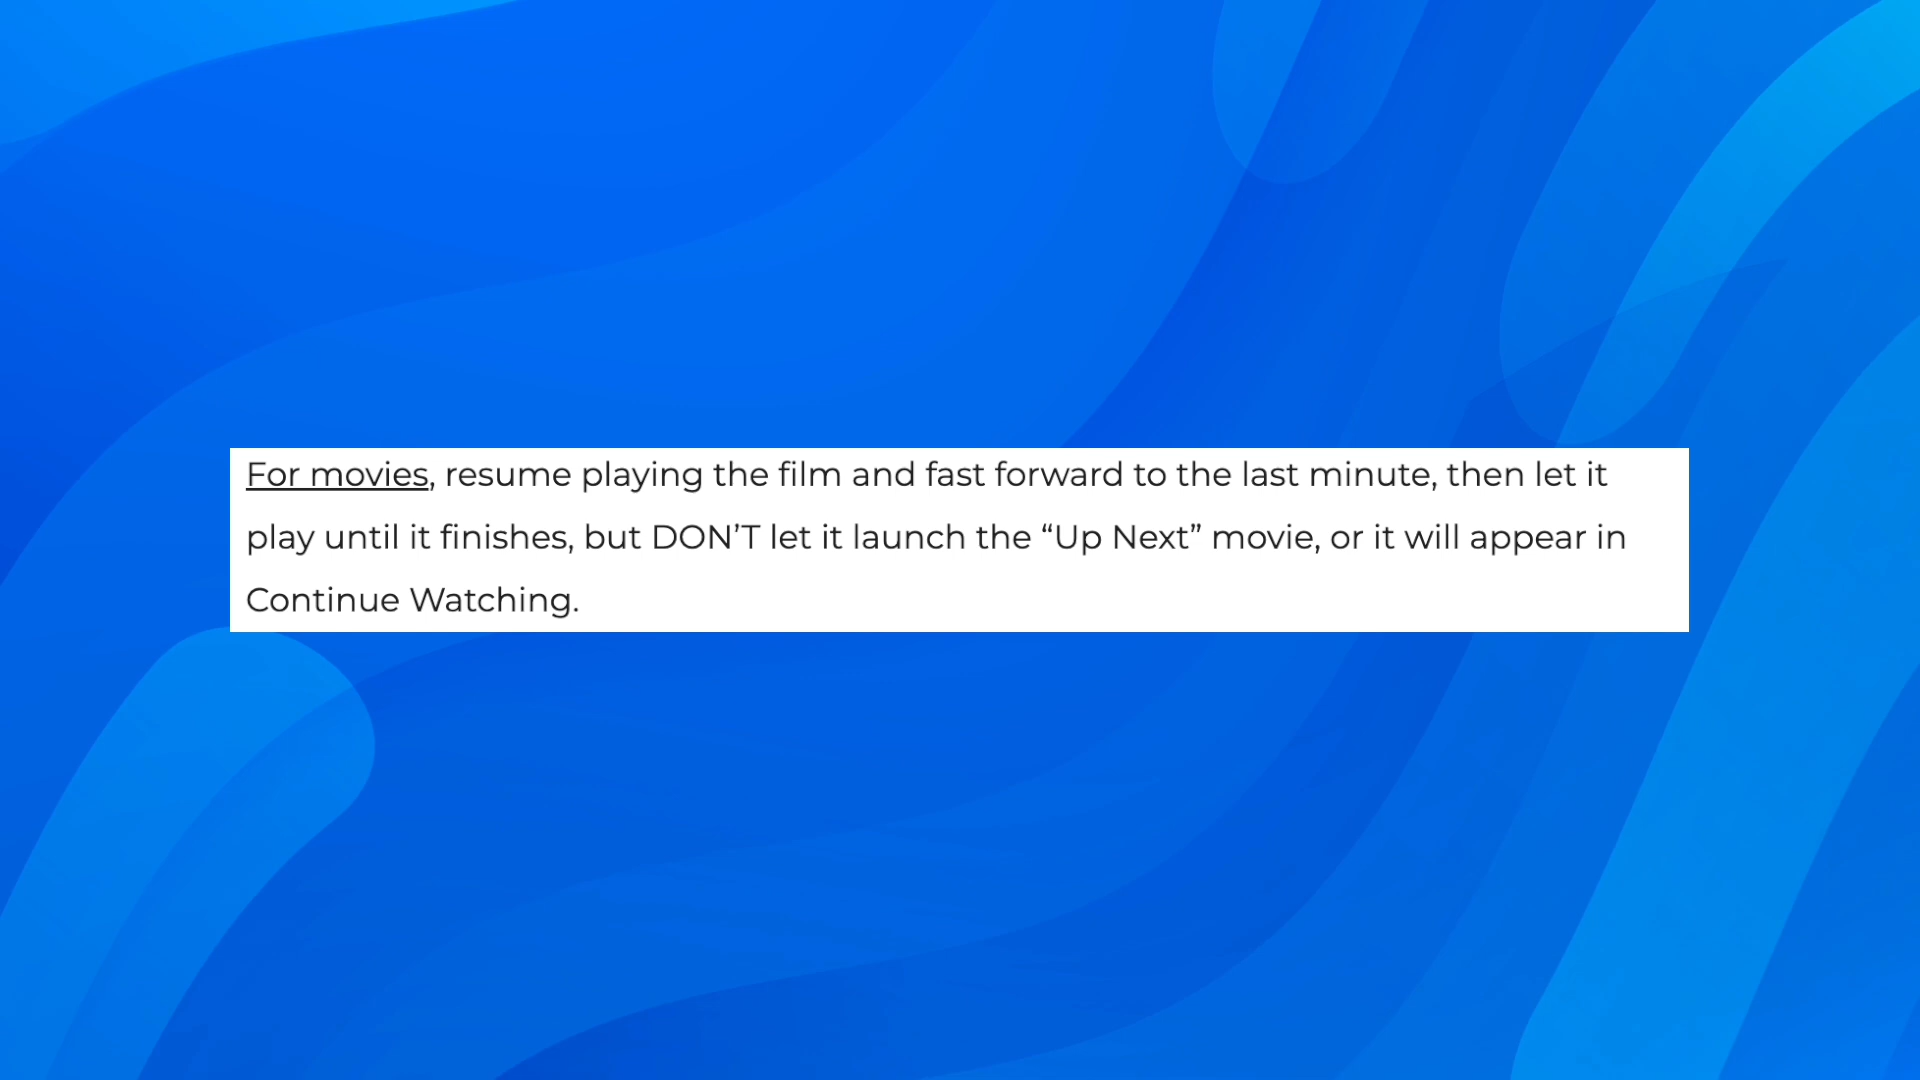 For movies, resume playing the film and fast forward to the last minute, then let it
play until it finishes, but DON’T let it launch the “Up Next” movie, or it will appear in
Continue Watching.